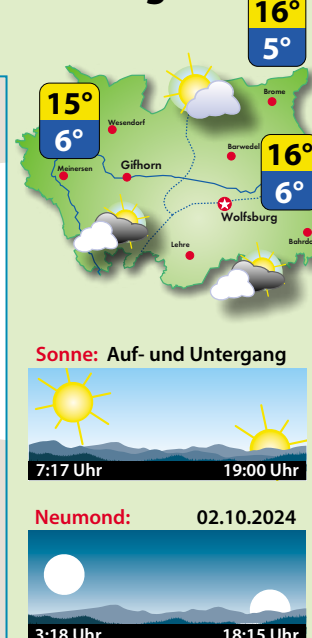 16°
5°
15°
6°
Brome
Wesendorf
Barwedel
16°
6°
Meinersen
Gifhorn
Wolfsburg
Lehre
Sonne: Auf- und Untergang
7:17 Uhr 19:00 Uhr
Neumond: 02.10.2024
3:18 Uhr 18:15 Uhr